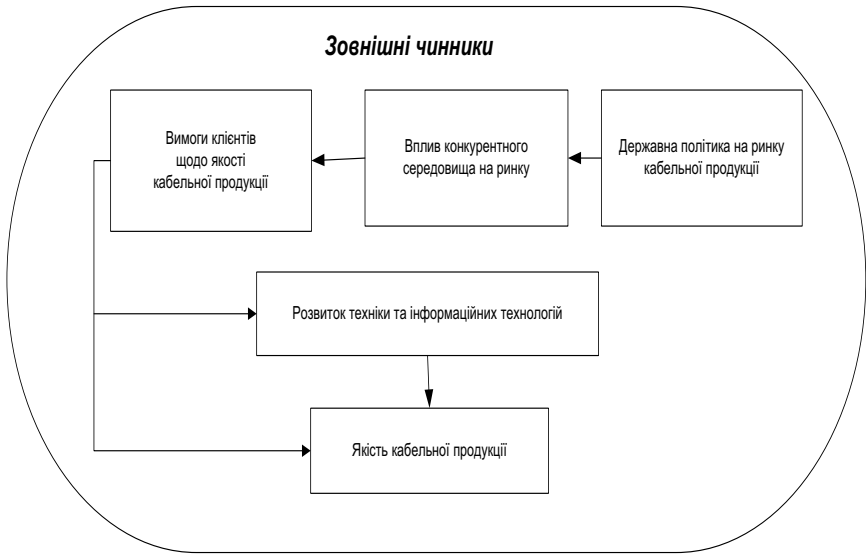 Зовнішні чинники
Вимоги клієнтів
щодо якості
кабельної продукції
Вплив конкурентного
середовища на ринку
Державна політика на ринку
кабельної продукції
Розвиток техніки та інформаційних технологій
Якість кабельної продукції